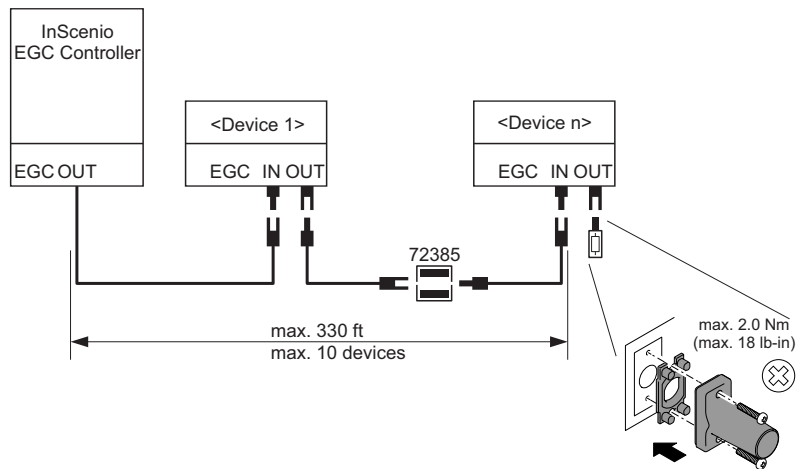 InScenio
EGC Controller
EGC OUT
<Device 1>
EGC IN OUT
<Device n>
EGC IN OUT
72385
max. 330 ft
max. 10 devices
max. 2.0 Nm
(max. 18 lb-in)